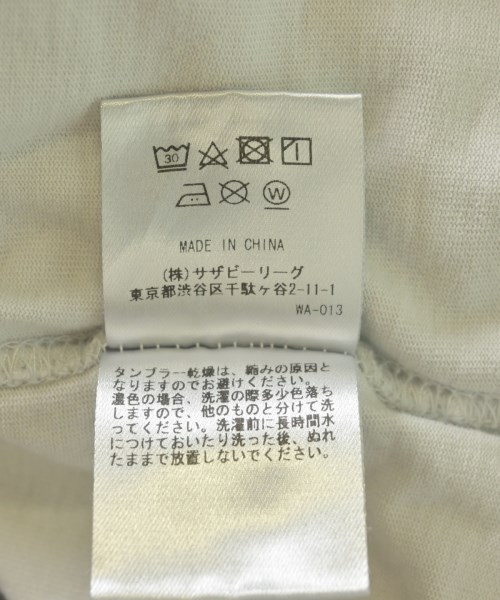 30
W
MADE IN CHINA
(株)サザビーリーグ
東京都渋谷区千駄ヶ谷2-11-1
WA-013
タンブラー乾燥は、縮みの原因と
なりますのでお避けください。
濃色の場合、洗濯の際多少色落ち
しますので、他のものと分けて洗
ってください。洗濯前に長時間水
につけておいたり洗った後、ぬれ
たままで放置しないでください。